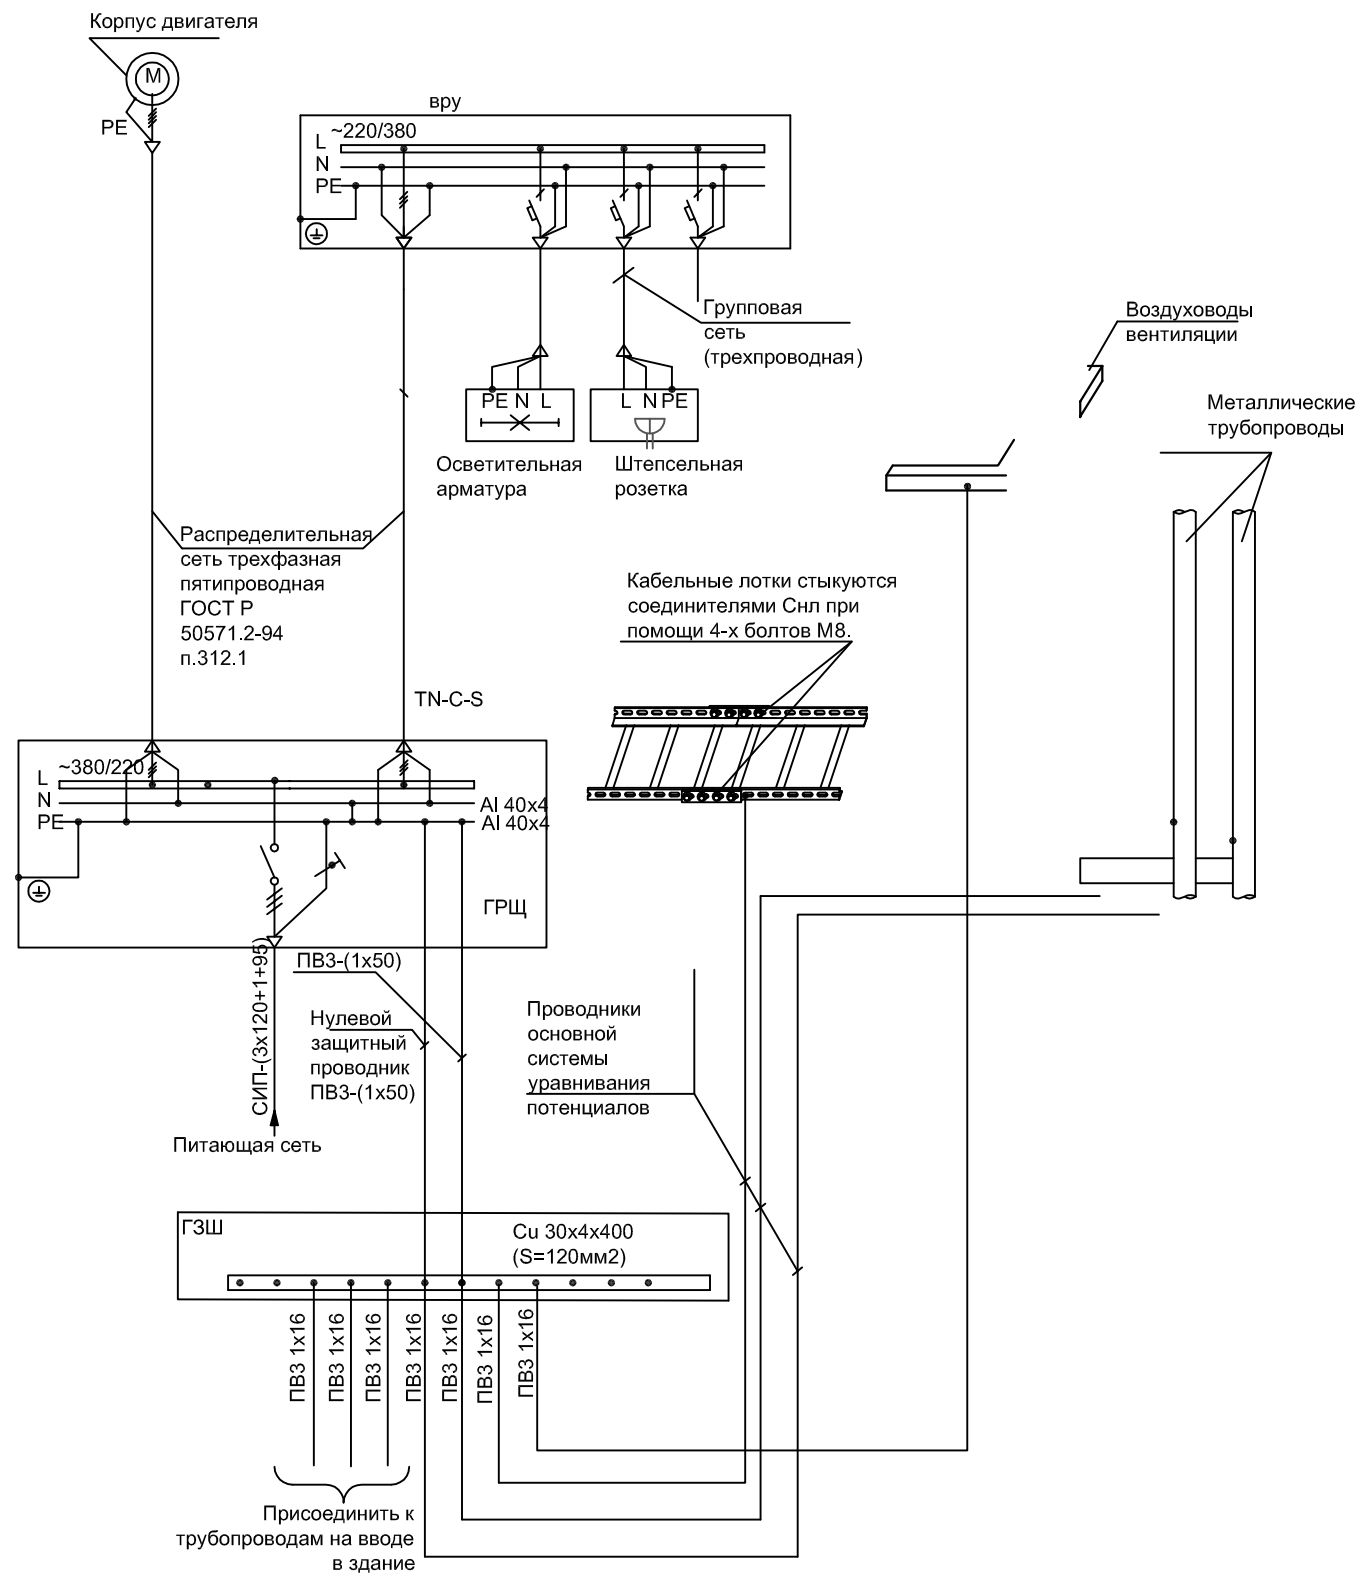 Корпус двигателя
M
PE
вру
~220/380
L
N
PE
Групповая
сеть
(трехпроводная)
Воздуховоды
вентиляции
Металлические
трубопроводы
PE N L
L N PE
Осветительная
арматура
Штепсельная
розетка
Распределительная
сеть трехфазная
пятипроводная
ГОСТ Р
50571.2-94
п.312.1
Кабельные лотки стыкуются
соединителями Снл при
помощи 4-х болтов М8.
TN-C-S
~380/220
L
N
PE
Al 40x4
Al 40x4
ГРЩ
СИП-(3х120+1+95)
ПВ3-(1х50)
Нулевой
защитный
проводник
ПВ3-(1х50)
Проводники
основной
системы
уравнивания
потенциалов
Питающая сеть
ГЗШ
Cu 30x4x400
(S=120мм2)
ПВ3 1х16
ПВ3 1х16
ПВ3 1х16
ПВ3 1х16
ПВ3 1х16
ПВ3 1х16
ПВ3 1х16
Присоединить к
трубопроводам на вводе
в здание